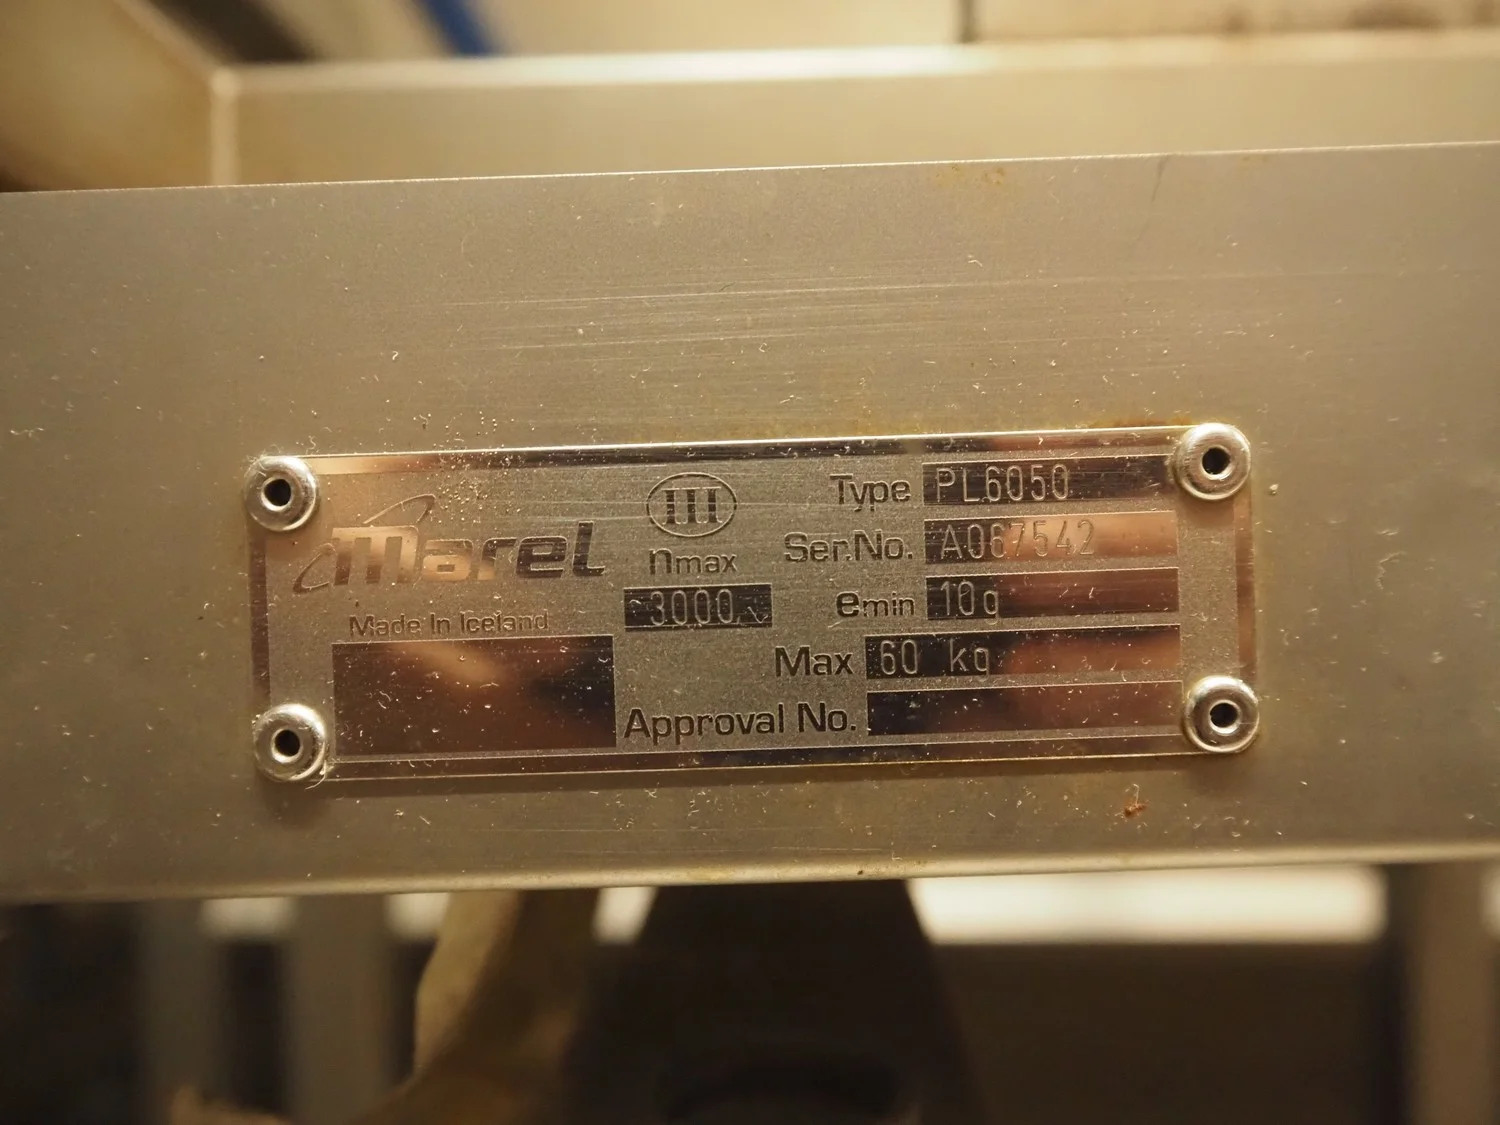 marel
Made In Iceland
III
nmax
3000
Type PL6050
Ser.No. A067542
emin 10g
Max 60 kg
Approval No.